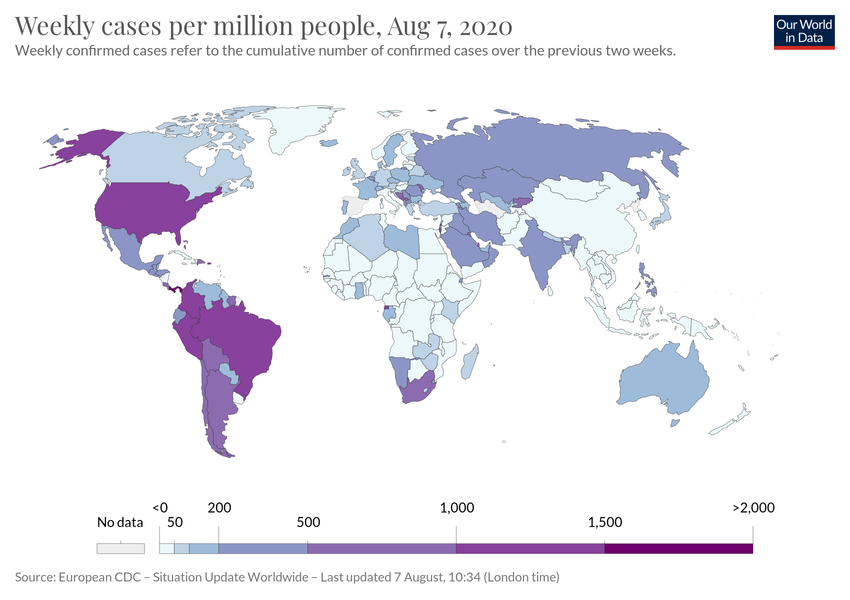 Weekly cases per million people, Aug 7, 2020
Our World
in Data
Weekly confirmed cases refer to the cumulative number of confirmed cases over the previous two weeks.
No data
<0
50
200
500
1,000
1,500
>2,000
Source: European CDC – Situation Update Worldwide – Last updated 7 August, 10:34 (London time)